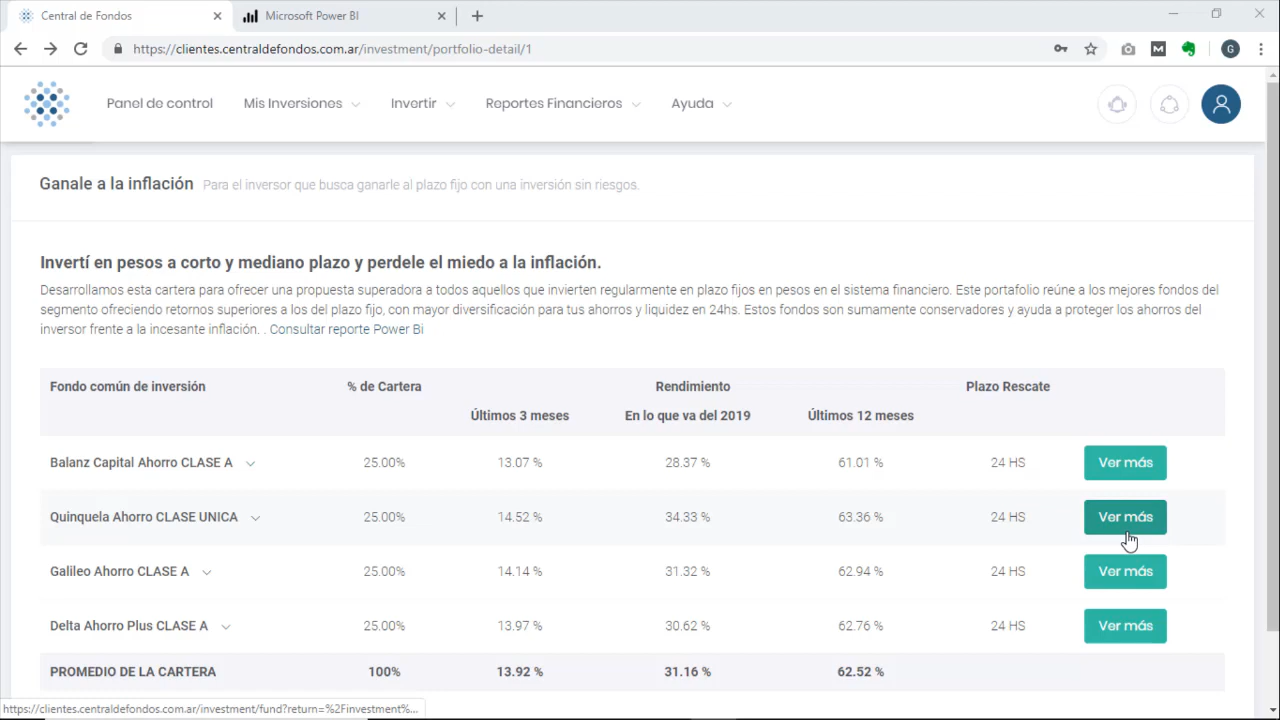 Central de Fondos
Microsoft Power BI
https://clientes.centraldefondos.com.ar/investment/portfolio-detail/1
M
G
Panel de control
Mis Inversiones
Invertir
Reportes Financieros
Ayuda
Ganale a la inflación Para el inversor que busca ganarle al plazo fijo con una inversión sin riesgos.
Invertí en pesos a corto y mediano plazo y perdele el miedo a la inflación.
Desarrollamos esta cartera para ofrecer una propuesta superadora a todos aquellos que invierten regularmente en plazo fijos en pesos en el sistema financiero. Este portafolio reúne a los mejores fondos del
segmento ofreciendo retornos superiores a los del plazo fijo, con mayor diversificación para tus ahorros y liquidez en 24hs. Estos fondos son sumamente conservadores y ayuda a proteger los ahorros del
inversor frente a la incesante inflación. . Consultar reporte Power Bi
Fondo común de inversión % de Cartera Rendimiento Plazo Rescate
Últimos 3 meses En lo que va del 2019 Últimos 12 meses
Balanz Capital Ahorro CLASE A 25.00% 13.07 % 28.37 % 61.01 % 24 HS Ver más
Quinquela Ahorro CLASE UNICA 25.00% 14.52 % 34.33 % 63.36 % 24 HS Ver más
Galileo Ahorro CLASE A 25.00% 14.14 % 31.32 % 62.94 % 24 HS Ver más
Delta Ahorro Plus CLASE A 25.00% 13.97 % 30.62 % 62.76 % 24 HS Ver más
PROMEDIO DE LA CARTERA 100% 13.92 % 31.16 % 62.52 %
https://clientes.centraldefondos.com.ar/investment/fund?return=%2Finvestment%...